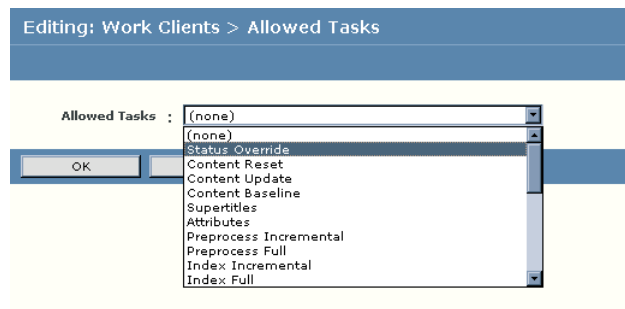 Editing: Work Clients > Allowed Tasks
Allowed Tasks : (none)
(none)
Status Override
Content Reset
Content Update
Content Baseline
Supertitles
Attributes
Preprocess Incremental
Preprocess Full
Index Incremental
Index Full
OK